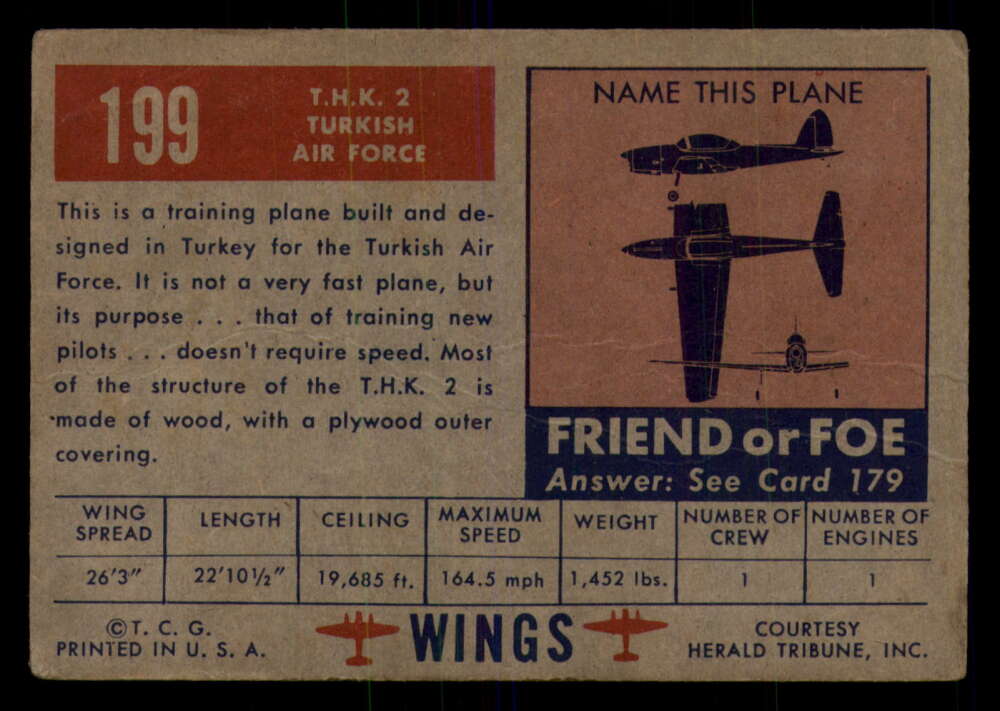 199
T.H.K. 2
TURKISH
AIR FORCE
This is a training plane built and de-
signed in Turkey for the Turkish Air
Force. It is not a very fast plane, but
its purpose . . . that of training new
pilots . . . doesn't require speed. Most
of the structure of the T.H.K. 2 is
made of wood, with a plywood outer
covering.
NAME THIS PLANE
FRIEND or FOE
Answer: See Card 179
WING SPREAD
LENGTH
CEILING
MAXIMUM SPEED
WEIGHT
NUMBER OF CREW
NUMBER OF ENGINES
26'3"
22'10½"
19,685 ft.
164.5 mph
1,452 lbs.
1
1
© T. C. G.
PRINTED IN U. S. A.
WINGS
COURTESY
HERALD TRIBUNE, INC.